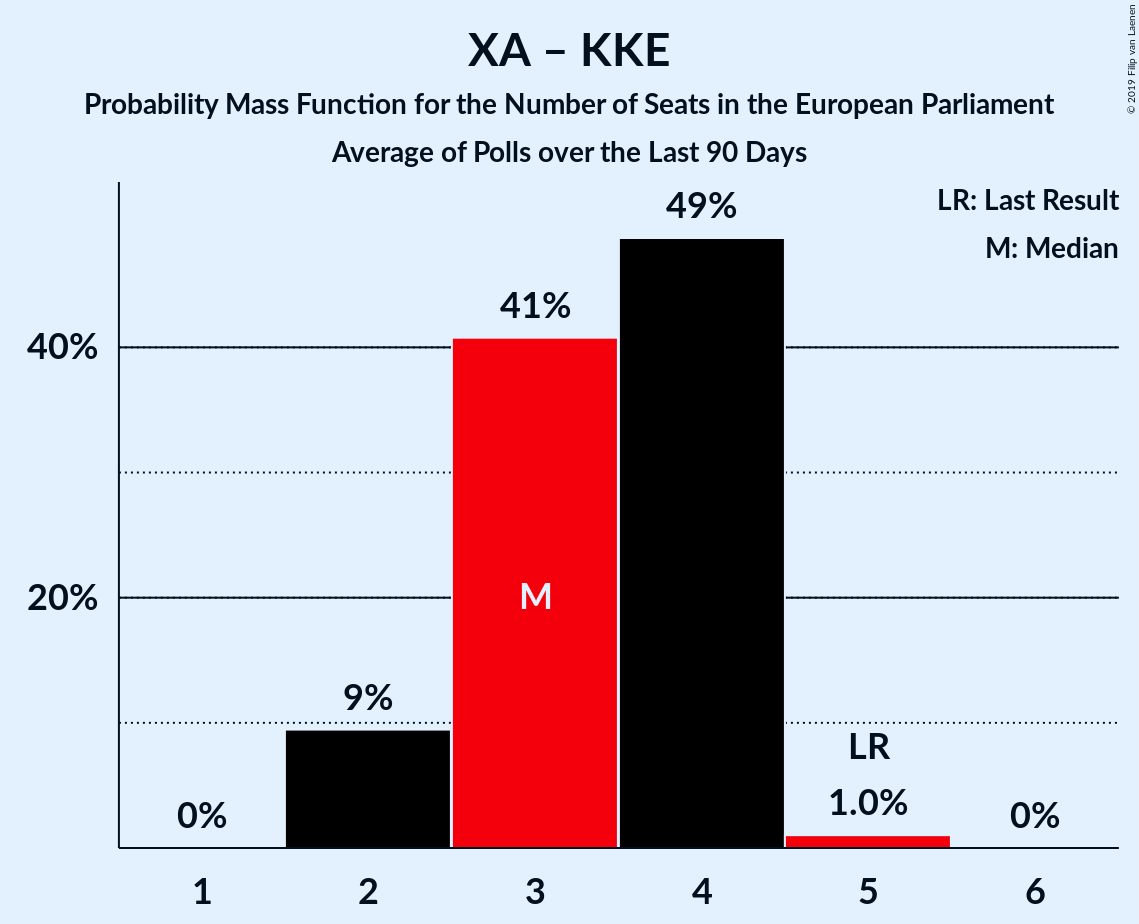 XA – KKE
Probability Mass Function for the Number of Seats in the European Parliament
Average of Polls over the Last 90 Days
© 2019 Filip van Laenen
LR: Last Result
M: Median
49%
41%
40%
20%
M
9%
LR
1.0%
0%
0%
1 2 3 4 5 6